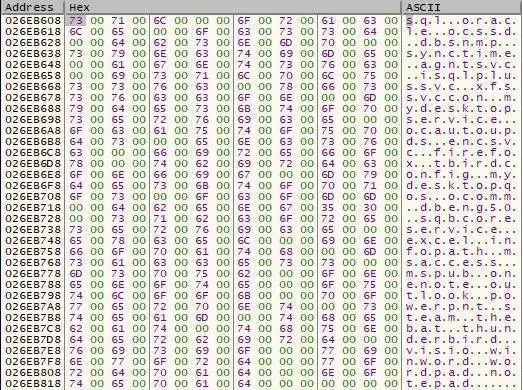 Address Hex ASCII
026EB608 73 00 71 00 6C 00 00 00 6F 00 72 00 61 00 63 00 s.q.l...o.r.a.c.
026EB618 6C 00 65 00 00 00 6F 00 63 00 73 00 73 00 64 00 l.e...o.c.s.s.d.
026EB628 00 00 64 00 62 00 73 00 6E 00 6D 00 70 00 00 00 ..d.b.s.n.m.p...
026EB638 73 00 79 00 6E 00 63 00 74 00 69 00 6D 00 65 00 s.y.n.c.t.i.m.e.
026EB648 00 00 61 00 67 00 6E 00 74 00 73 00 76 00 63 00 ..a.g.n.t.s.v.c.
026EB658 00 00 69 00 73 00 71 00 6C 00 70 00 6C 00 75 00 ..i.s.q.l.p.l.u.
026EB668 73 00 73 00 76 00 63 00 00 00 78 00 66 00 73 00 s.s.v.c...x.f.s.
026EB678 73 00 76 00 63 00 63 00 6F 00 6E 00 00 00 6D 00 s.v.c.c.o.n...m.
026EB688 79 00 64 00 65 00 73 00 6B 00 74 00 6F 00 70 00 y.d.e.s.k.t.o.p.
026EB698 73 00 65 00 72 00 76 00 69 00 63 00 65 00 00 00 s.e.r.v.i.c.e...
026EB6A8 6F 00 63 00 61 00 75 00 74 00 6F 00 75 00 70 00 o.c.a.u.t.o.u.p.
026EB6B8 64 00 73 00 00 00 65 00 6E 00 63 00 73 00 76 00 d.s...e.n.c.s.v.
026EB6C8 63 00 00 00 66 00 69 00 72 00 65 00 66 00 6F 00 c...f.i.r.e.f.o.
026EB6D8 78 00 00 00 74 00 62 00 69 00 72 00 64 00 63 00 x...t.b.i.r.d.c.
026EB6E8 6F 00 6E 00 66 00 69 00 67 00 00 00 6D 00 79 00 o.n.f.i.g...m.y.
026EB6F8 64 00 65 00 73 00 6B 00 74 00 6F 00 70 00 71 00 d.e.s.k.t.o.p.q.
026EB708 6F 00 73 00 00 00 6F 00 63 00 6F 00 6D 00 6D 00 o.s...o.c.o.m.m.
026EB718 00 00 64 00 62 00 65 00 6E 00 67 00 35 00 30 00 ..d.b.e.n.g.5.0.
026EB728 00 00 73 00 71 00 62 00 63 00 6F 00 72 00 65 00 ..s.q.b.c.o.r.e.
026EB738 73 00 65 00 72 00 76 00 69 00 63 00 65 00 00 00 s.e.r.v.i.c.e...
026EB748 65 00 78 00 63 00 65 00 6C 00 00 00 69 00 6E 00 e.x.c.e.l...i.n.
026EB758 66 00 6F 00 70 00 61 00 74 00 68 00 00 00 6D 00 f.o.p.a.t.h...m.
026EB768 73 00 61 00 63 00 63 00 65 00 73 00 73 00 00 00 s.a.c.c.e.s.s...
026EB778 6D 00 73 00 70 00 75 00 62 00 00 00 6F 00 6E 00 m.s.p.u.b...o.n.
026EB788 65 00 6E 00 6F 00 74 00 65 00 00 00 6F 00 75 00 e.n.o.t.e...o.u.
026EB798 74 00 6C 00 6F 00 6F 00 6B 00 00 00 70 00 6F 00 t.l.o.o.k...p.o.
026EB7A8 77 00 65 00 72 00 70 00 6E 00 74 00 00 00 73 00 w.e.r.p.n.t...s.
026EB7B8 74 00 65 00 61 00 6D 00 00 00 74 00 68 00 65 00 t.e.a.m...t.h.e.
026EB7C8 62 00 61 00 74 00 00 00 74 00 68 00 75 00 6E 00 b.a.t...t.h.u.n.
026EB7D8 64 00 65 00 72 00 62 00 69 00 72 00 64 00 00 00 d.e.r.b.i.r.d...
026EB7E8 76 00 69 00 73 00 69 00 6F 00 00 00 77 00 69 00 v.i.s.i.o...w.i.
026EB7F8 6E 00 77 00 6F 00 72 00 64 00 00 00 77 00 6F 00 n.w.o.r.d...w.o.
026EB808 72 00 64 00 70 00 61 00 64 00 00 00 6E 00 6F 00 r.d.p.a.d...n.o.
026EB818 74 00 65 00 70 00 61 00 64 00 00 00 00 00 00 00 t.e.p.a.d.......